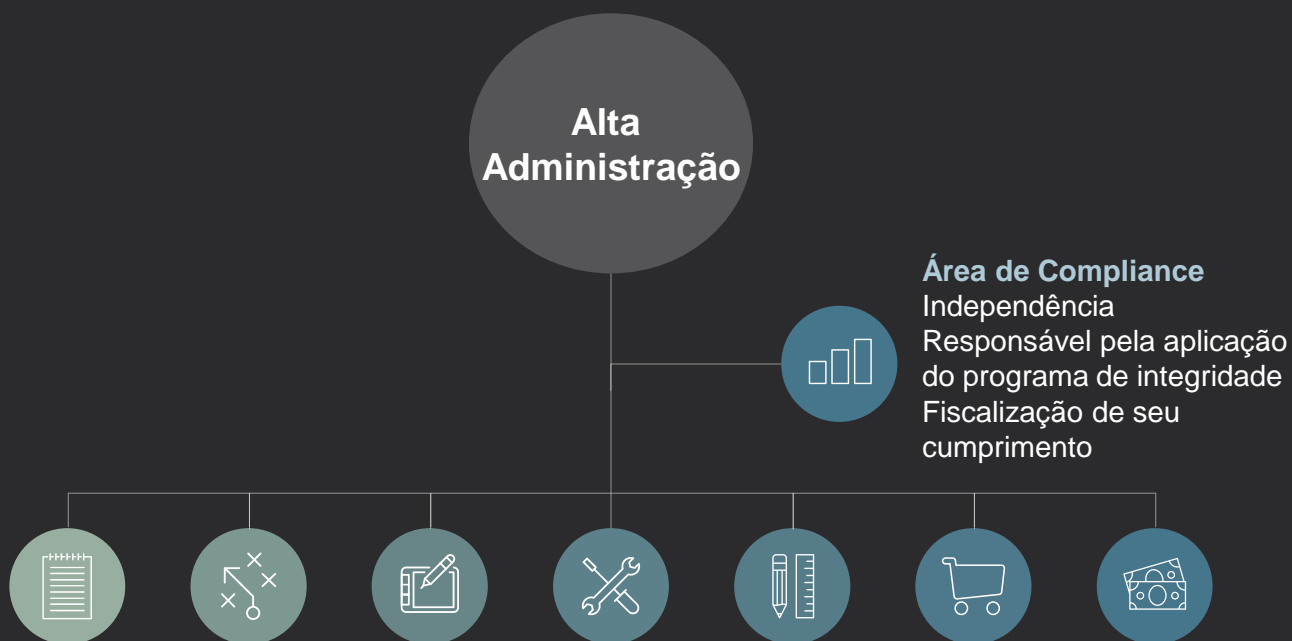 Alta
Administração
Área de Compliance
Independência
Responsável pela aplicação
do programa de integridade
Fiscalização de seu
cumprimento